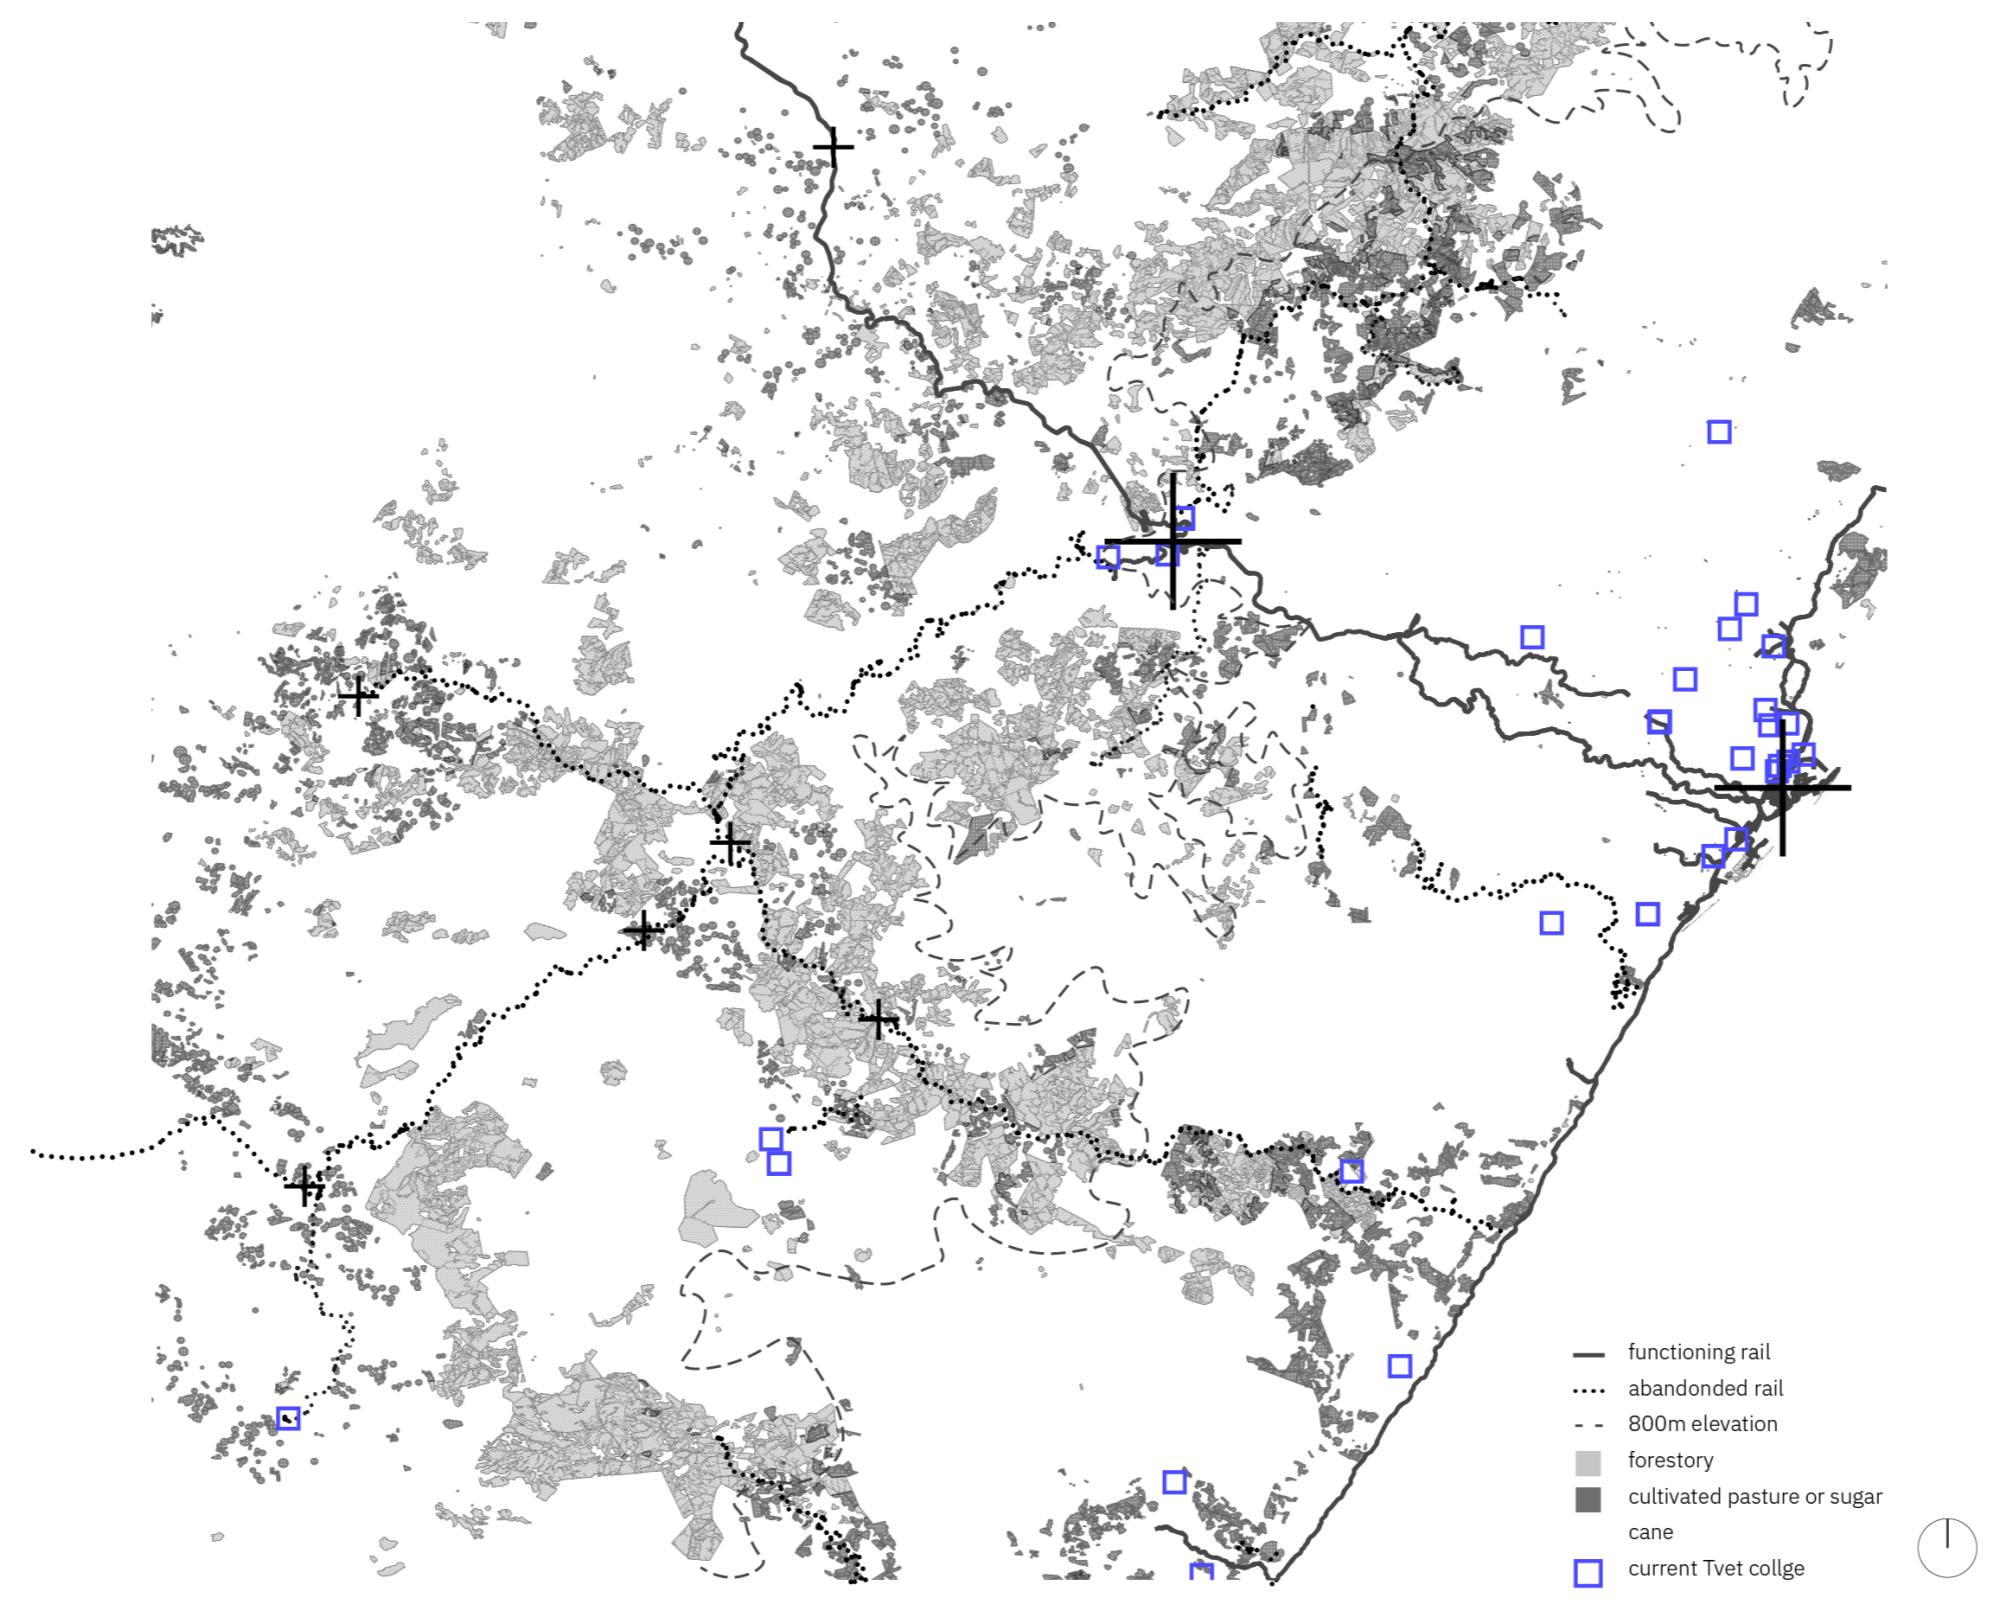 functioning rail
abandonded rail
800m elevation
forestory
cultivated pasture or sugar
cane
current Tvet collge